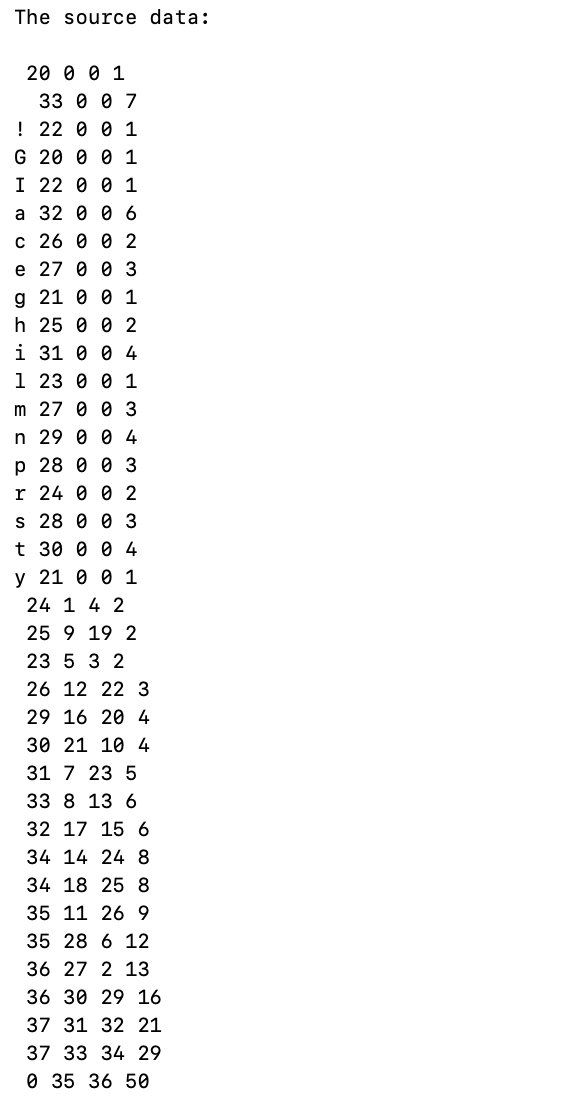 The source data:

 20 0 0 1
  33 0 0 7
! 22 0 0 1
G 20 0 0 1
I 22 0 0 1
a 32 0 0 6
c 26 0 0 2
e 27 0 0 3
g 21 0 0 1
h 25 0 0 2
i 31 0 0 4
l 23 0 0 1
m 27 0 0 3
n 29 0 0 4
p 28 0 0 3
r 24 0 0 2
s 28 0 0 3
t 30 0 0 4
y 21 0 0 1
 24 1 4 2
 25 9 19 2
 23 5 3 2
 26 12 22 3
 29 16 20 4
 30 21 10 4
 31 7 23 5
 33 8 13 6
 32 17 15 6
 34 14 24 8
 34 18 25 8
 35 11 26 9
 35 28 6 12
 36 27 2 13
 36 30 29 16
 37 31 32 21
 37 33 34 29
 0 35 36 50